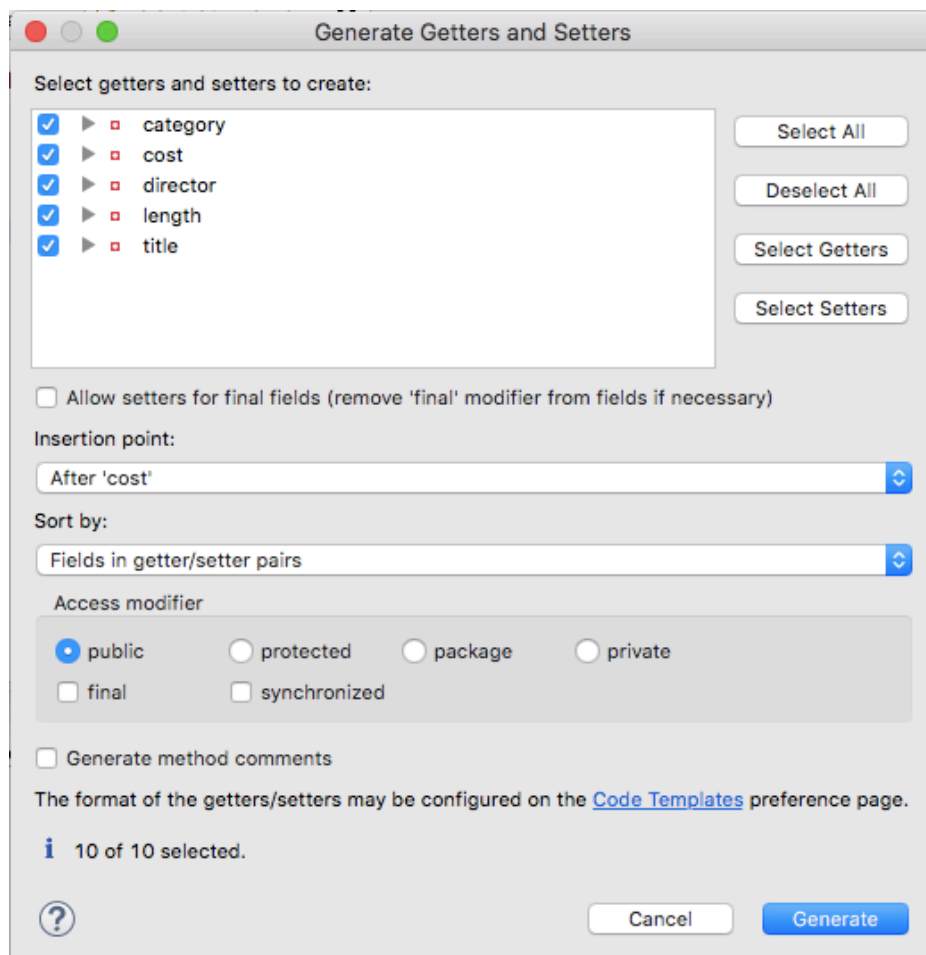 Generate Getters and Setters
Select getters and setters to create:
category
cost
director
length
title
Select All
Deselect All
Select Getters
Select Setters
Allow setters for final fields (remove 'final' modifier from fields if necessary)
Insertion point:
After 'cost'
Sort by:
Fields in getter/setter pairs
Access modifier
public protected package private
final synchronized
Generate method comments
The format of the getters/setters may be configured on the Code Templates preference page.
i 10 of 10 selected.
? Cancel Generate